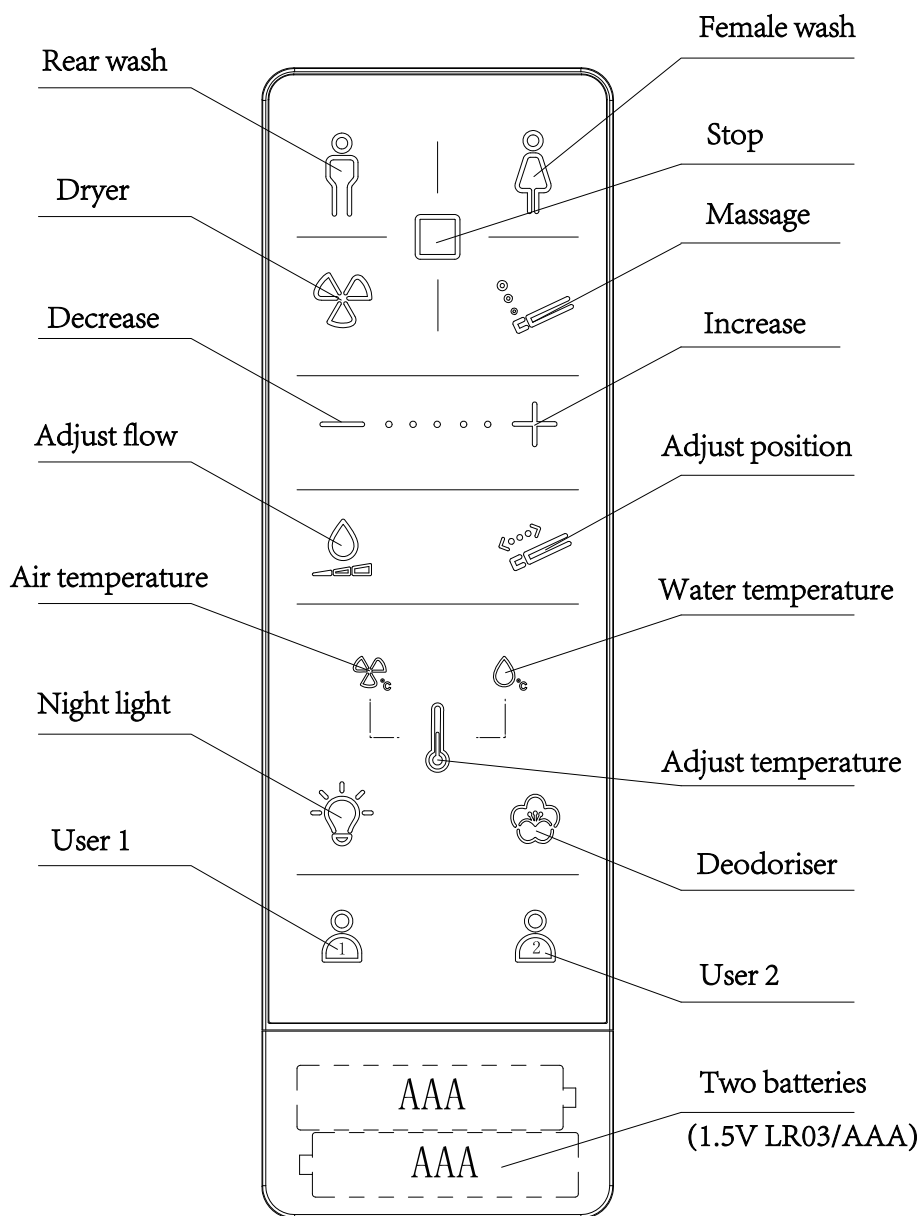 Female wash
Rear wash
Stop
Dryer
Massage
Decrease
Increase
Adjust flow
Adjust position
Air temperature
°C
°C
Water temperature
Night light
Adjust temperature
User 1
Deodoriser
1
2
User 2
AAA
Two batteries
(1.5V LR03/AAA)
AAA